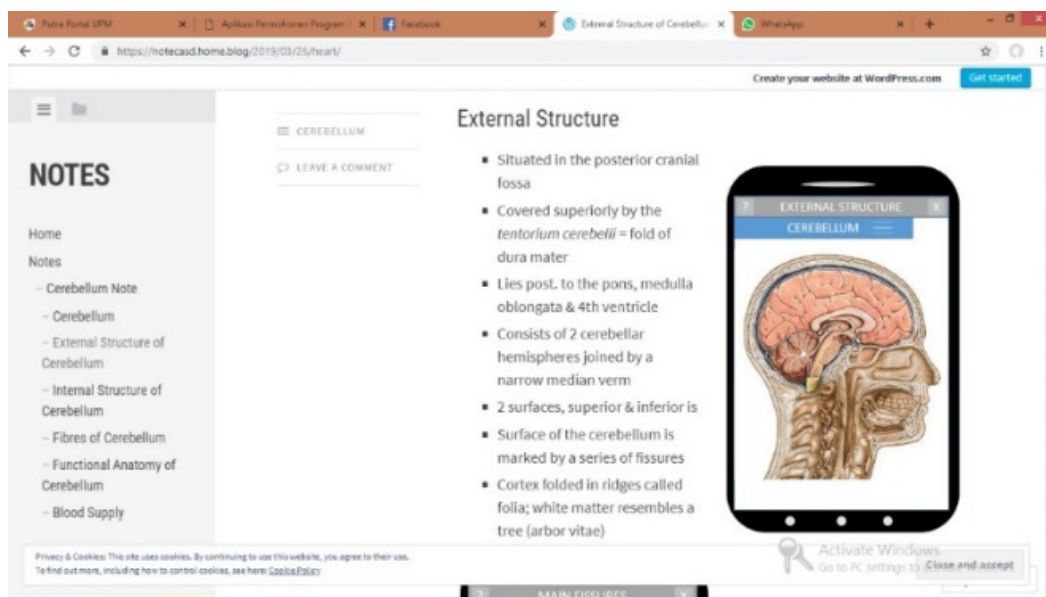 Putra Portal UPM
Aplikasi Permohonan Program
Facebook
External Structure of Cerebellu
WhatsApp
https://notecasd.home.blog/2019/03/26/heart/
Create your website at WordPress.com
Get started
NOTES
Home
Notes
– Cerebellum Note
– Cerebellum
– External Structure of
Cerebellum
– Internal Structure of
Cerebellum
– Fibres of Cerebellum
– Functional Anatomy of
Cerebellum
– Blood Supply
CEREBELLUM
LEAVE A COMMENT
External Structure
▪ Situated in the posterior cranial
fossa
▪ Covered superiorly by the
tentorium cerebelii = fold of
dura mater
▪ Lies post. to the pons, medulla
oblongata & 4th ventricle
▪ Consists of 2 cerebellar
hemispheres joined by a
narrow median verm
▪ 2 surfaces, superior & inferior is
▪ Surface of the cerebellum is
marked by a series of fissures
▪ Cortex folded in ridges called
folia; white matter resembles a
tree (arbor vitae)
? EXTERNAL STRUCTURE X
CEREBELLUM
? MAIN FISSURES X
Privacy & Cookies: This site uses cookies. By continuing to use this website, you agree to their use.
To find out more, including how to control cookies, see here: Cookie Policy
Activate Windows
Go to PC settings to
Close and accept